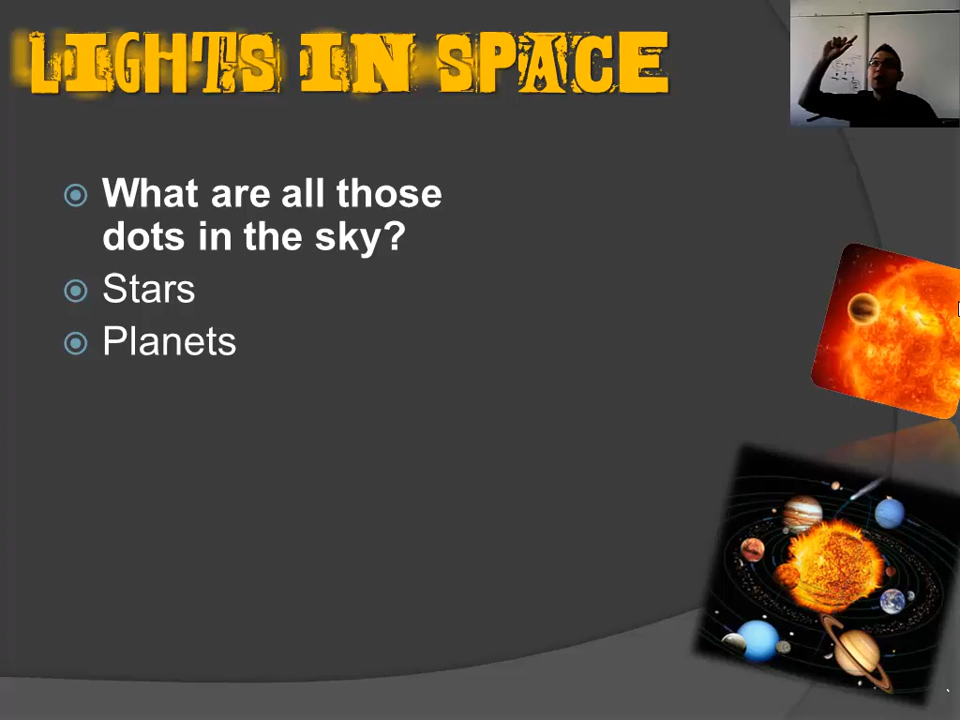 LIGHTS IN SPACE
What are all those
dots in the sky?
Stars
Planets